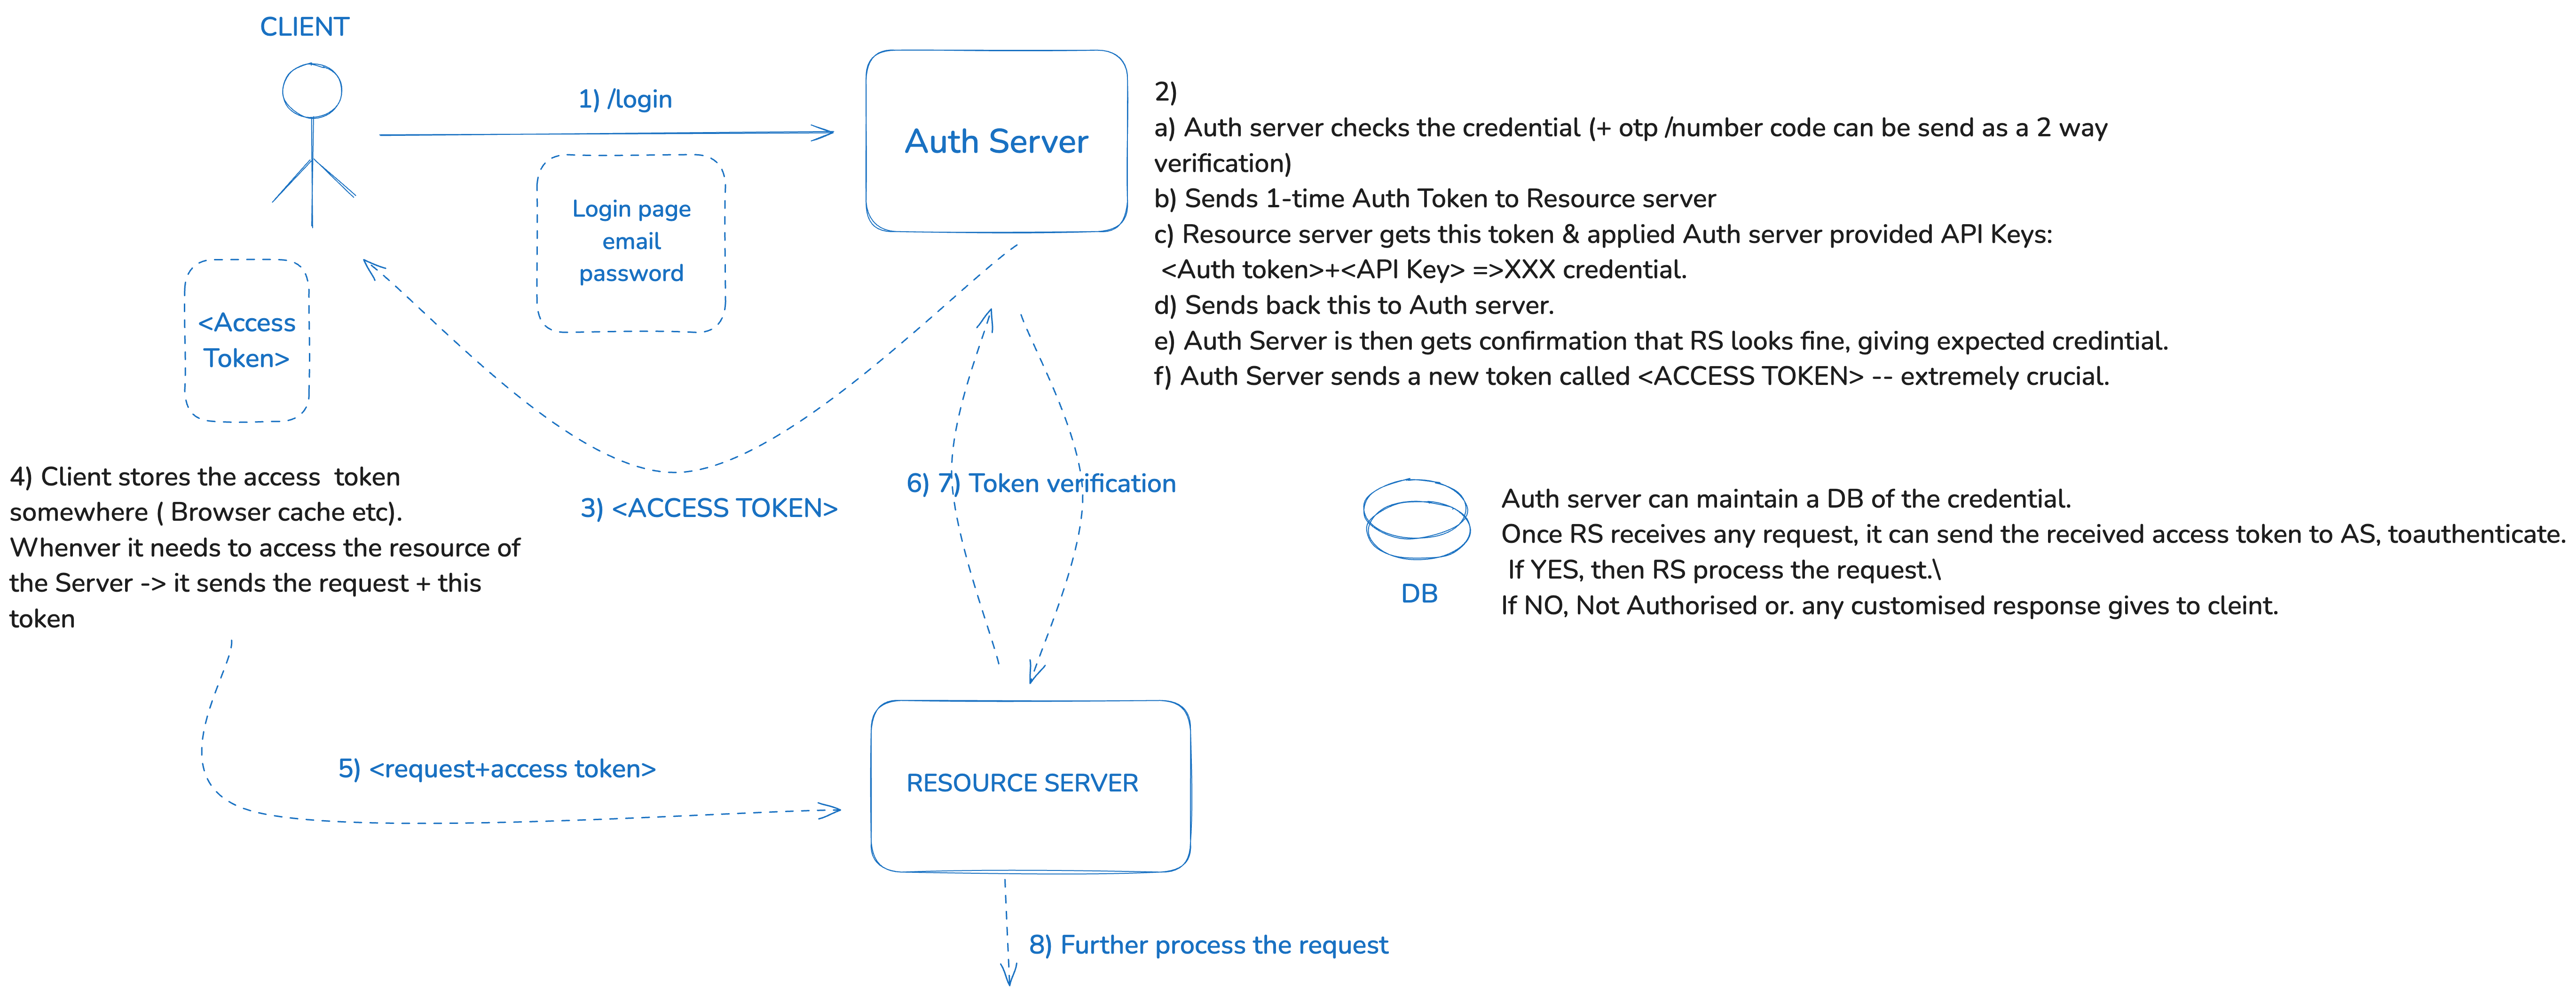 CLIENT
1) /login
Auth Server
Login page
email
password
2)
a) Auth server checks the credential (+ otp /number code can be send as a 2 way
verification)
b) Sends 1-time Auth Token to Resource server
c) Resource server gets this token & applied Auth server provided API Keys:
<Auth token>+<API Key> =>XXX credential.
d) Sends back this to Auth server.
e) Auth Server is then gets confirmation that RS looks fine, giving expected credintial.
f) Auth Server sends a new token called <ACCESS TOKEN> -- extremely crucial.
<Access
Token>
3) <ACCESS TOKEN>
4) Client stores the access  token
somewhere ( Browser cache etc).
Whenver it needs to access the resource of
the Server -> it sends the request + this
token
6) 7) Token verification
DB
Auth server can maintain a DB of the credential.
Once RS receives any request, it can send the received access token to AS, toauthenticate.
If YES, then RS process the request.\
If NO, Not Authorised or. any customised response gives to cleint.
5) <request+access token>
RESOURCE SERVER
8) Further process the request